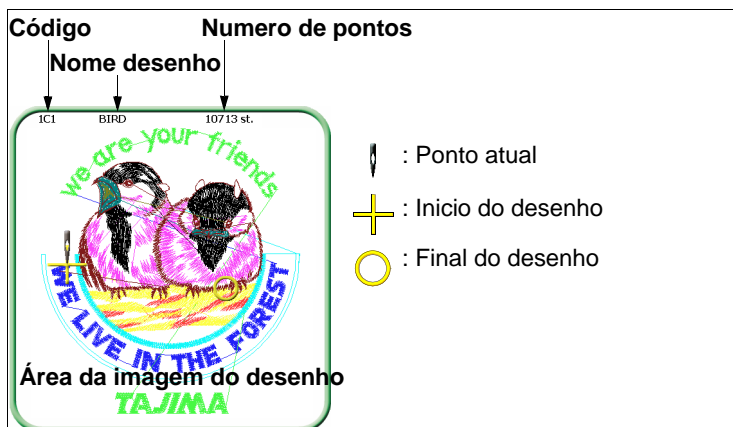 Código
Numero de pontos
Nome desenho
1C1 BIRD 10713 st.
we are your friends
: Ponto atual
: Inicio do desenho
: Final do desenho
WE LIVE IN THE FOREST
Área da imagem do desenho
TAJIMA